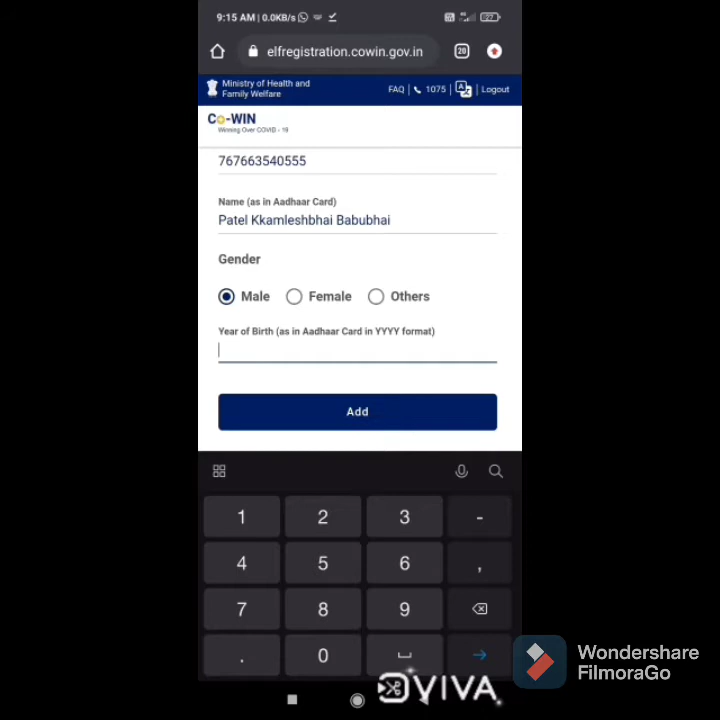 9:15 AM | 0.0KB/s
27
elfregistration.cowin.gov.in
20
Ministry of Health and
Family Welfare
FAQ | 1075 | Logout
Co-WIN
Winning Over COVID - 19
767663540555
Name (as in Aadhaar Card)
Patel Kkamleshbhai Babubhai
Gender
Male Female Others
Year of Birth (as in Aadhaar Card in YYYY format)
Add
1 2 3 -
4 5 6 ,
7 8 9
. 0
Wondershare
FilmoraGo
VIVA